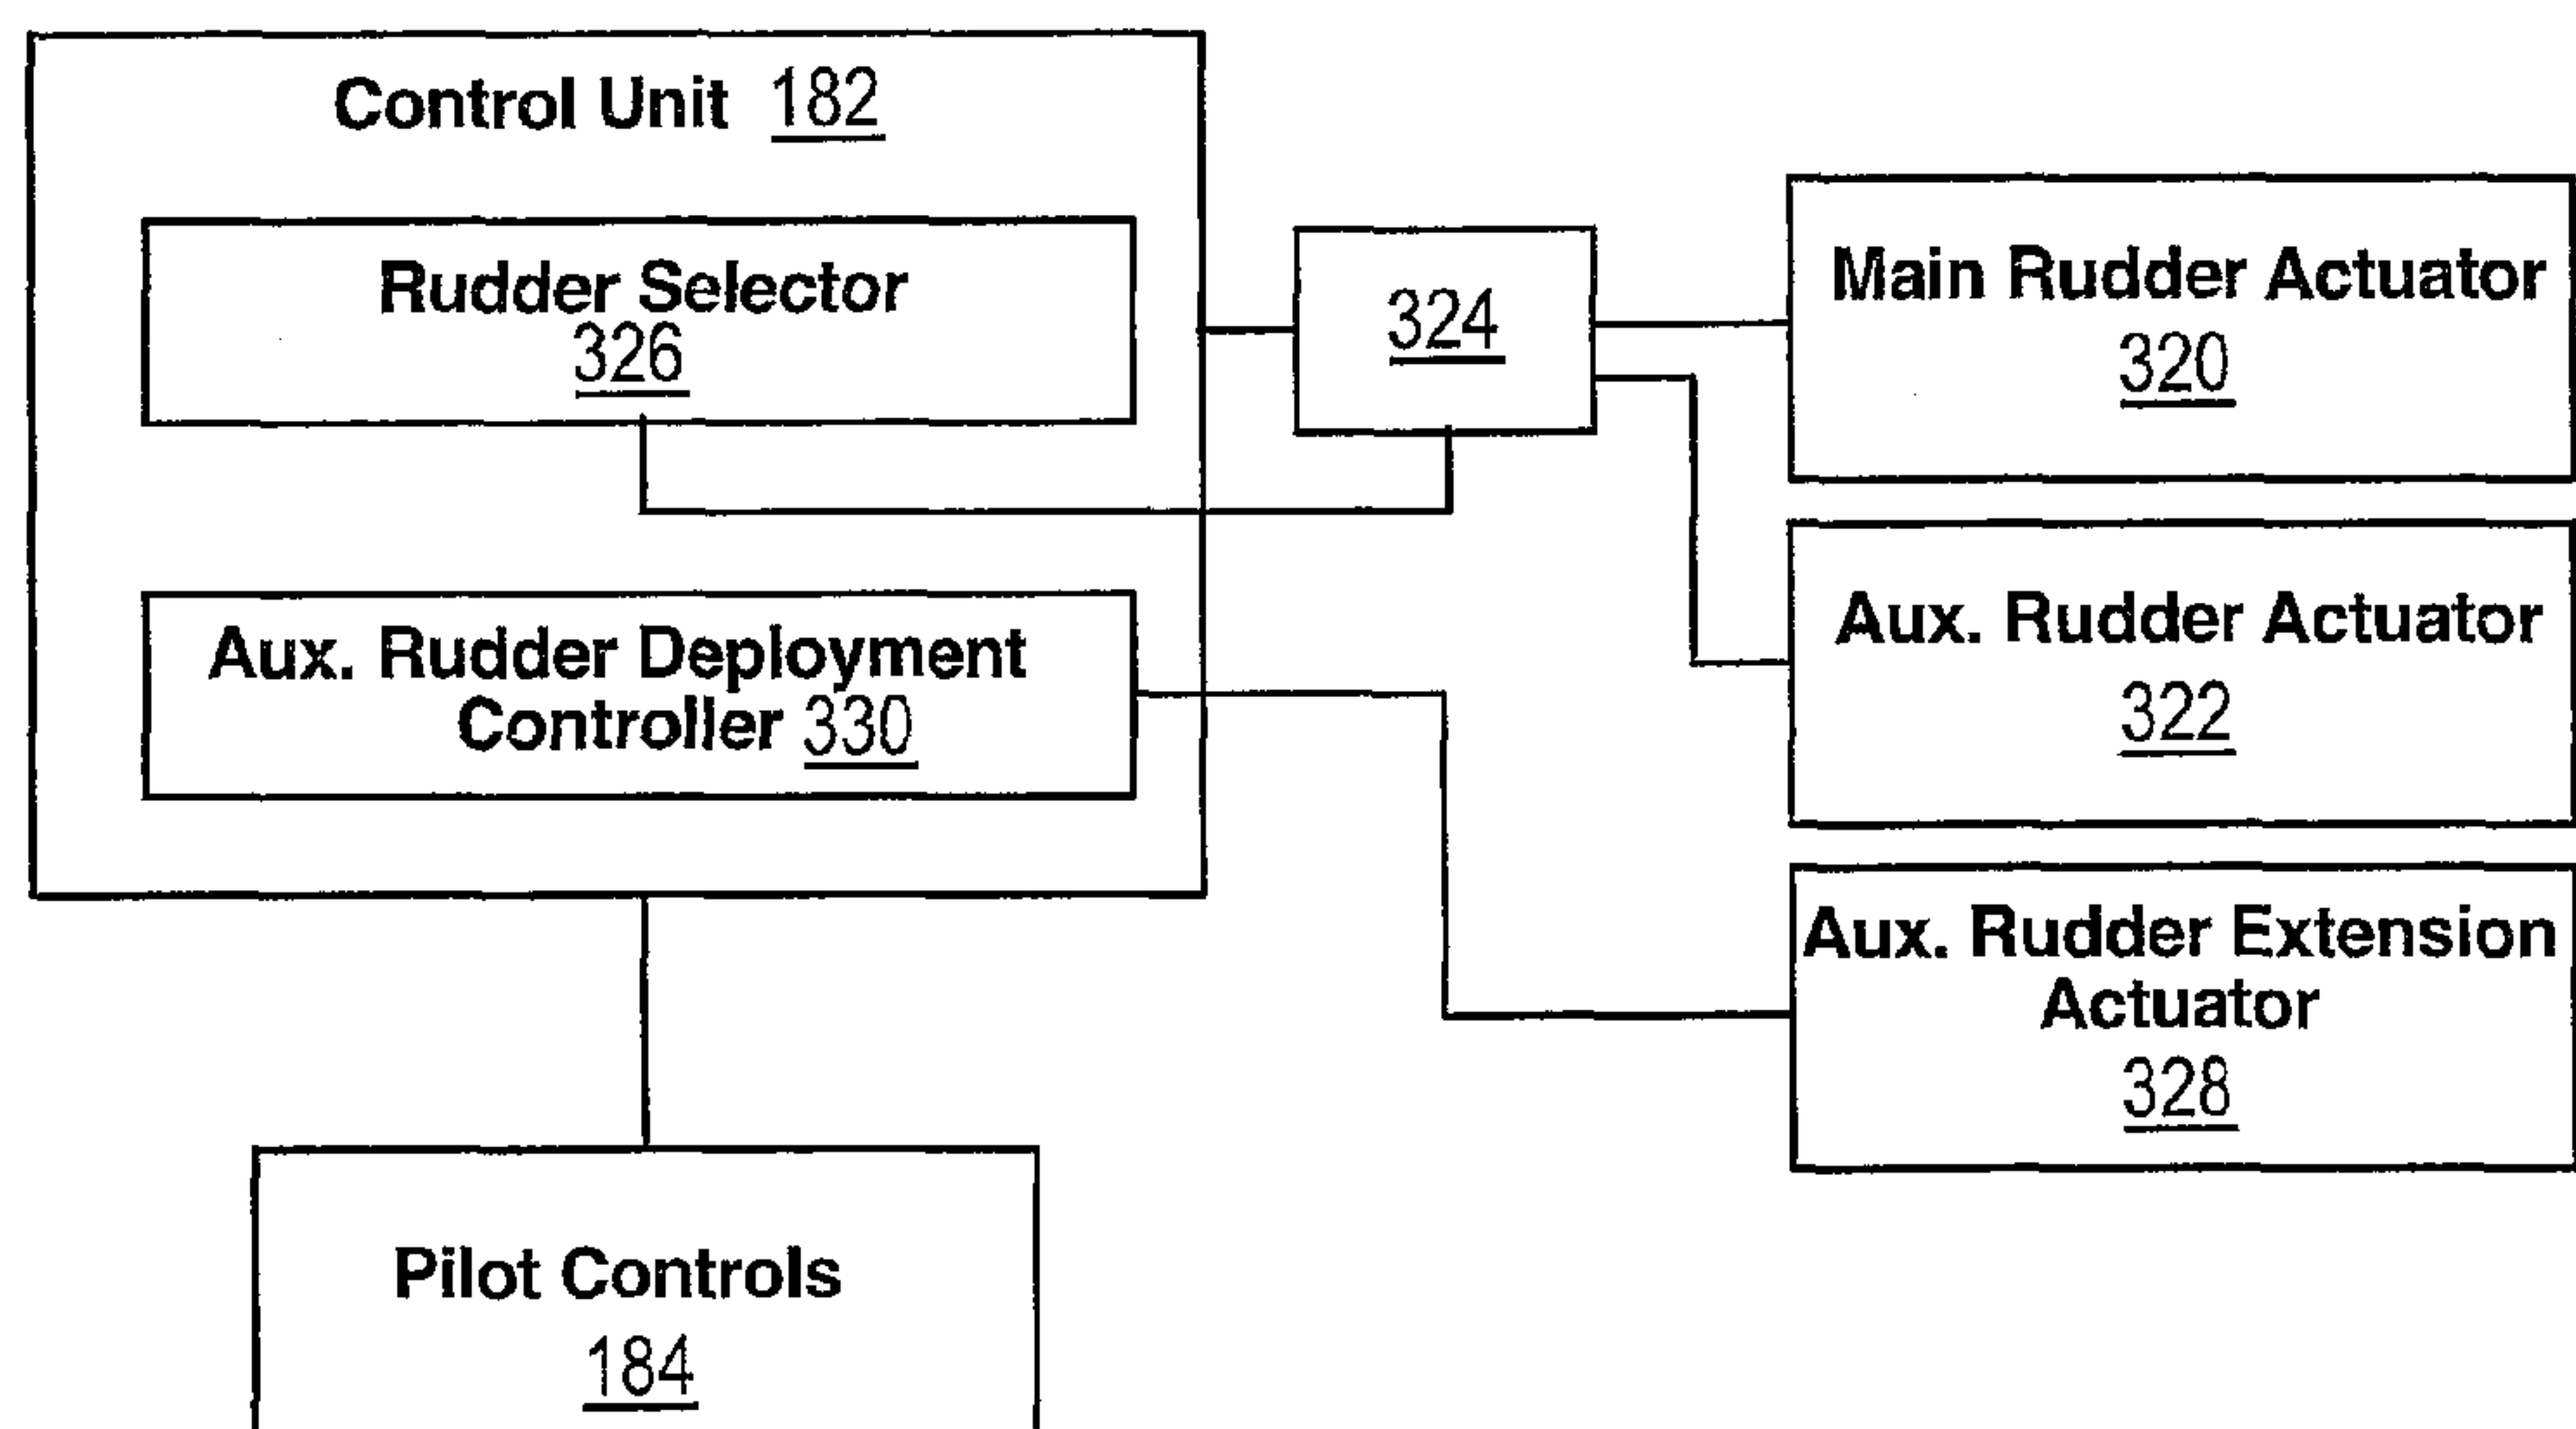 Control Unit 182
Rudder Selector
326
324
Main Rudder Actuator
320
Aux. Rudder Deployment
Controller 330
Aux. Rudder Actuator
322
Aux. Rudder Extension
Actuator
328
Pilot Controls
184